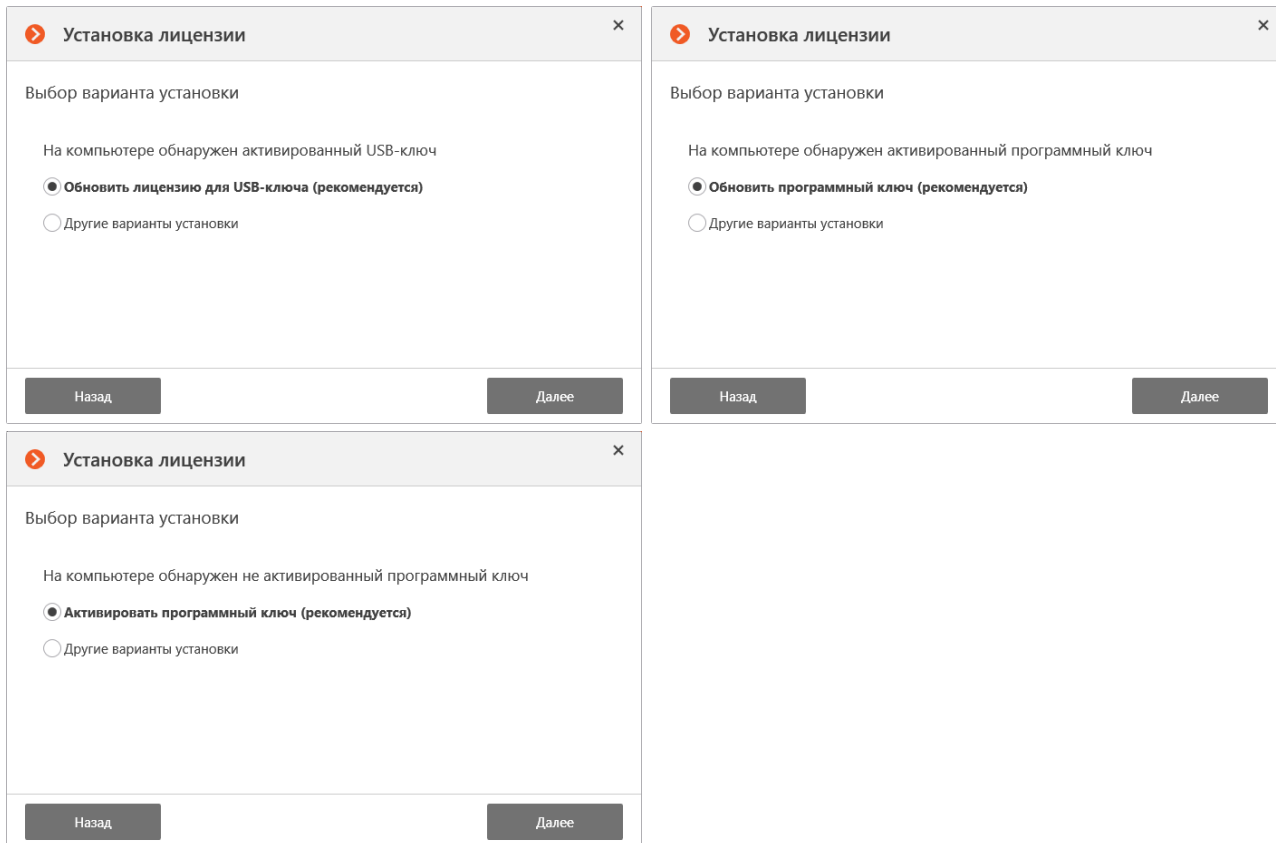 Установка лицензии
Выбор варианта установки
На компьютере обнаружен активированный USB-ключ
Обновить лицензию для USB-ключа (рекомендуется)
Другие варианты установки
Назад
Далее
Установка лицензии
Выбор варианта установки
На компьютере обнаружен активированный программный ключ
Обновить программный ключ (рекомендуется)
Другие варианты установки
Назад
Далее
Установка лицензии
Выбор варианта установки
На компьютере обнаружен не активированный программный ключ
Активировать программный ключ (рекомендуется)
Другие варианты установки
Назад
Далее